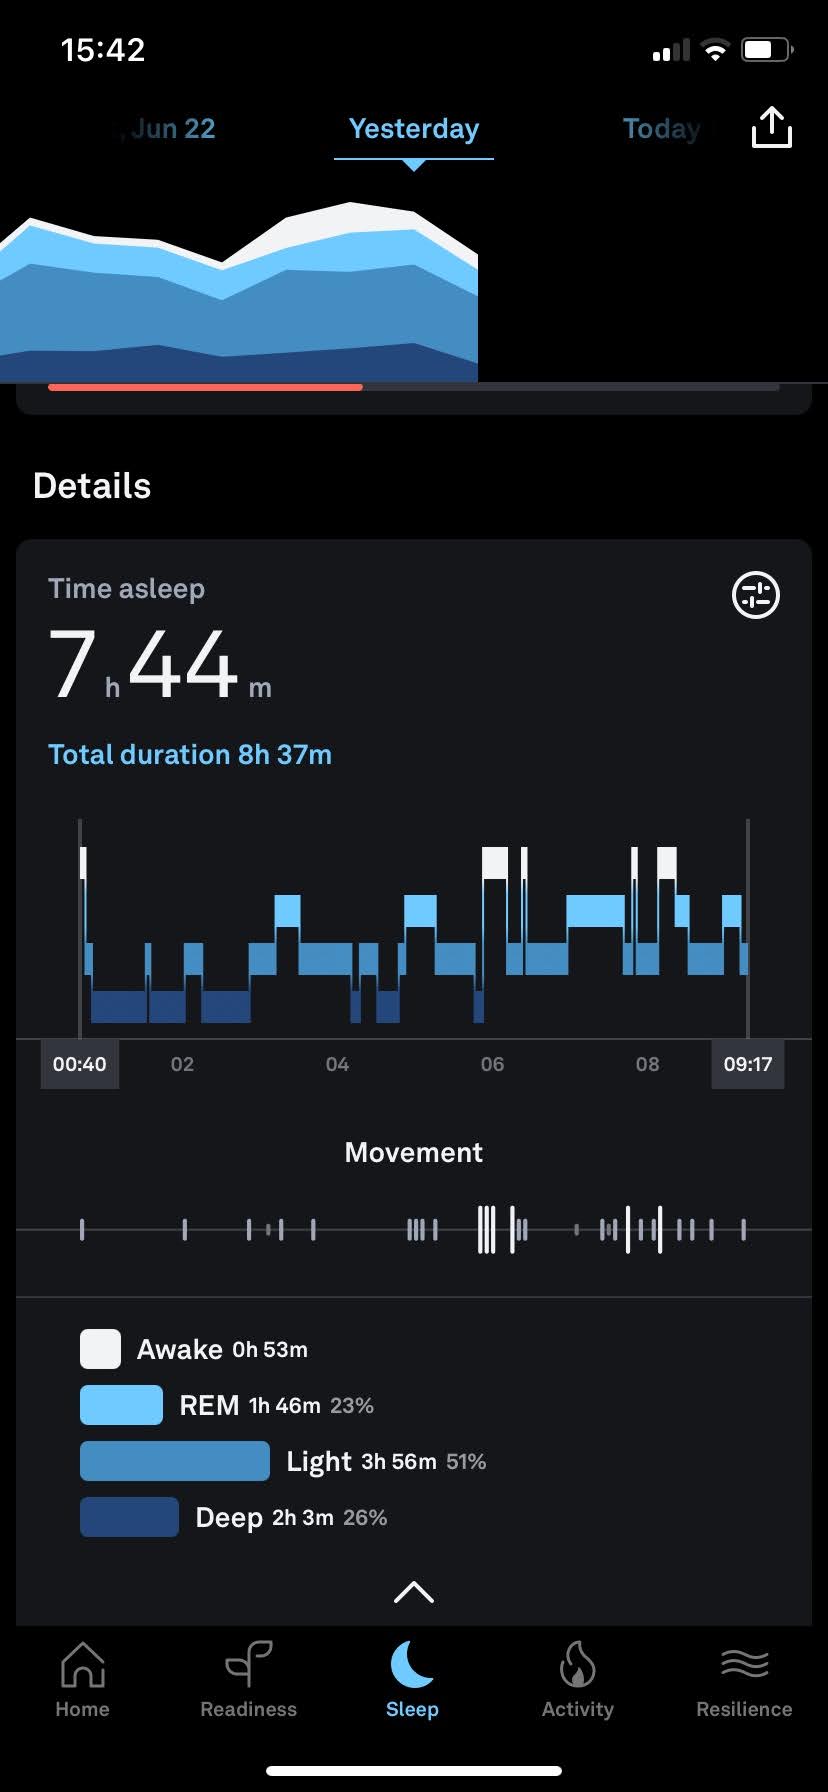 15:42
, Jun 22 Yesterday Today
Details
Time asleep
7 h 44 m
Total duration 8h 37m
00:40 02 04 06 08 09:17
Movement
Awake 0h 53m
REM 1h 46m 23%
Light 3h 56m 51%
Deep 2h 3m 26%
Home Readiness Sleep Activity Resilience